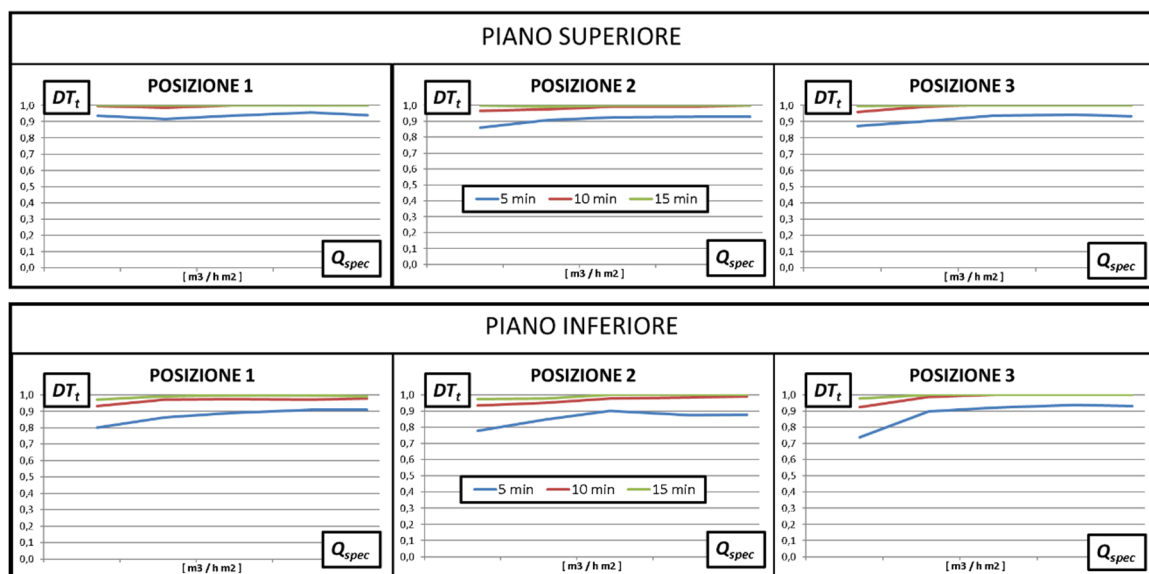 PIANO SUPERIORE
POSIZIONE 1
DTt
1,0
0,9
0,8
0,7
0,6
0,5
0,4
0,3
0,2
0,1
0,0
Qspec
[ m3 / h m2 ]
POSIZIONE 2
DTt
1,0
0,9
0,8
0,7
0,6
0,5
0,4
0,3
0,2
0,1
0,0
5 min 10 min 15 min
Qspec
[ m3 / h m2 ]
POSIZIONE 3
DTt
1,0
0,9
0,8
0,7
0,6
0,5
0,4
0,3
0,2
0,1
0,0
Qspec
[ m3 / h m2 ]
PIANO INFERIORE
POSIZIONE 1
DTt
1,0
0,9
0,8
0,7
0,6
0,5
0,4
0,3
0,2
0,1
0,0
Qspec
[ m3 / h m2 ]
POSIZIONE 2
DTt
1,0
0,9
0,8
0,7
0,6
0,5
0,4
0,3
0,2
0,1
0,0
5 min 10 min 15 min
Qspec
[ m3 / h m2 ]
POSIZIONE 3
DTt
1,0
0,9
0,8
0,7
0,6
0,5
0,4
0,3
0,2
0,1
0,0
Qspec
[ m3 / h m2 ]